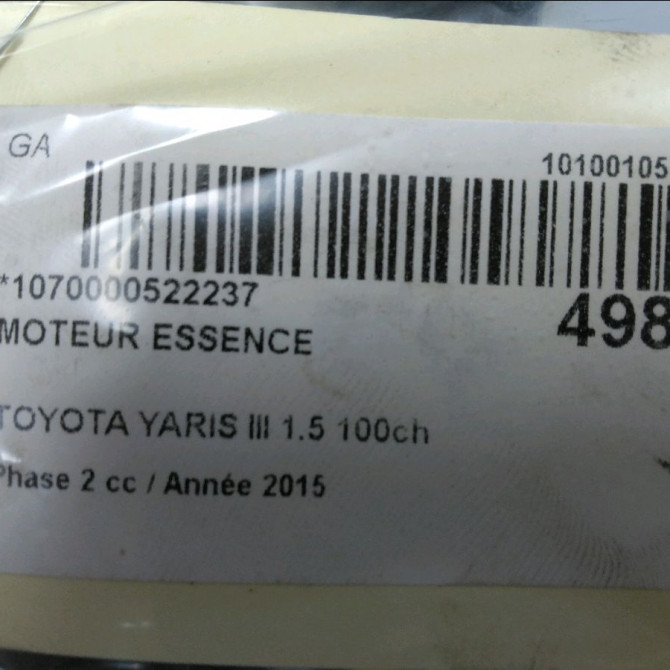 GA
10100105
*1070000522237
498
MOTEUR ESSENCE
TOYOTA YARIS III 1.5 100ch
Phase 2 cc / Année 2015